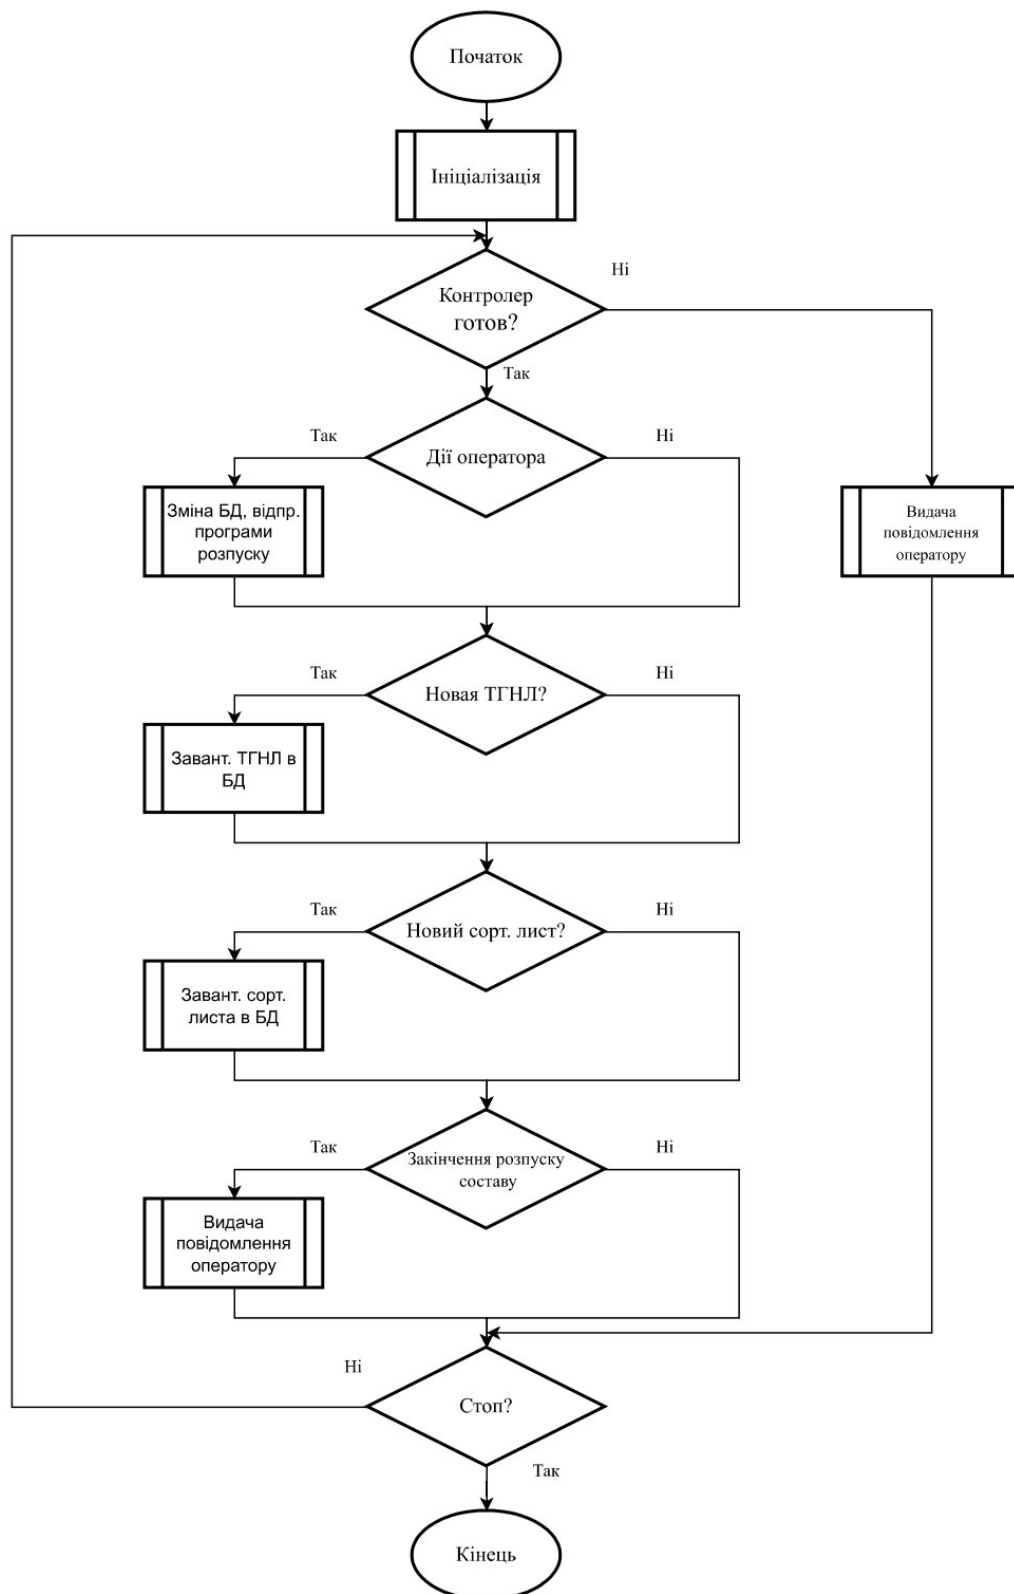 Початок
Ініціалізація
Ні
Контролер
готов?
Так
Так
Дії оператора
Ні
Зміна БД, відпр.
програми
розпуску
Видача
повідомлення
оператору
Так
Новая ТГНЛ?
Ні
Завант. ТГНЛ в
БД
Так
Новий сорт. лист?
Ні
Завант. сорт.
листа в БД
Так
Закінчення розпуску
составу
Ні
Видача
повідомлення
оператору
Ні
Стоп?
Так
Кінець